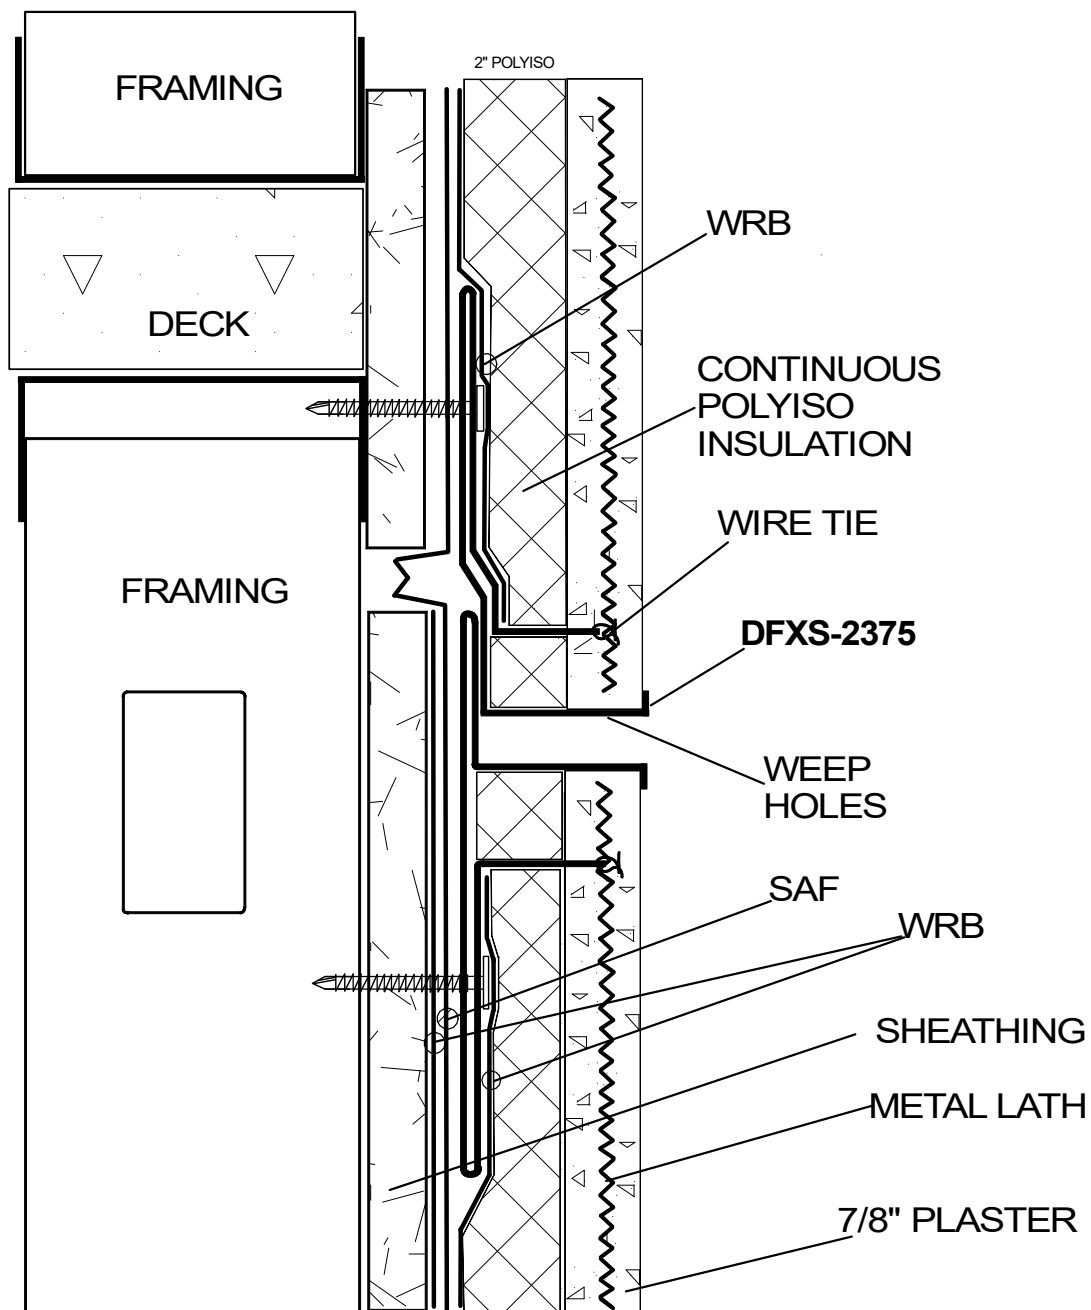 2" POLYISO
FRAMING
WRB
DECK
CONTINUOUS
POLYISO
INSULATION
WIRE TIE
FRAMING
DFXS-2375
WEEP
HOLES
SAF
WRB
SHEATHING
METAL LATH
7/8" PLASTER